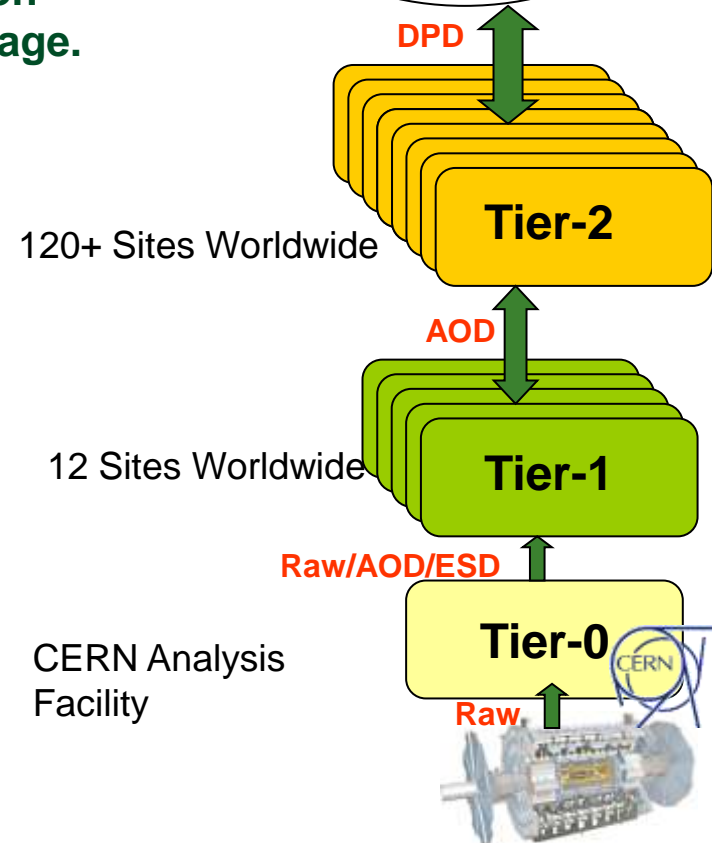 DPD
Tier-2
120+ Sites Worldwide
AOD
12 Sites Worldwide
Tier-1
Raw/AOD/ESD
Tier-0
CERN
CERN Analysis
Facility
Raw